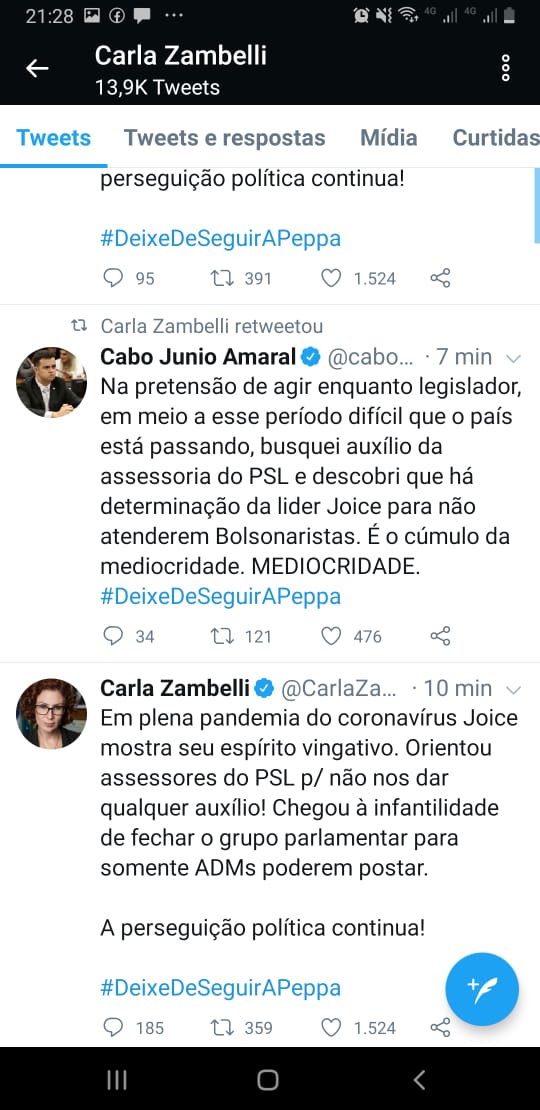 21:28
4G 4G
Carla Zambelli
13,9K Tweets
Tweets Tweets e respostas Mídia Curtidas
perseguição política continua!
#DeixeDeSeguirAPeppa
95 391 1.524
Carla Zambelli retweetou
Cabo Junio Amaral @cabo... · 7 min
Na pretensão de agir enquanto legislador,
em meio a esse período difícil que o país
está passando, busquei auxílio da
assessoria do PSL e descobri que há
determinação da lider Joice para não
atenderem Bolsonaristas. É o cúmulo da
mediocridade. MEDIOCRIDADE.
#DeixeDeSeguirAPeppa
34 121 476
Carla Zambelli @CarlaZa... · 10 min
Em plena pandemia do coronavírus Joice
mostra seu espírito vingativo. Orientou
assessores do PSL p/ não nos dar
qualquer auxílio! Chegou à infantilidade
de fechar o grupo parlamentar para
somente ADMs poderem postar.
A perseguição política continua!
#DeixeDeSeguirAPeppa
185 359 1.524